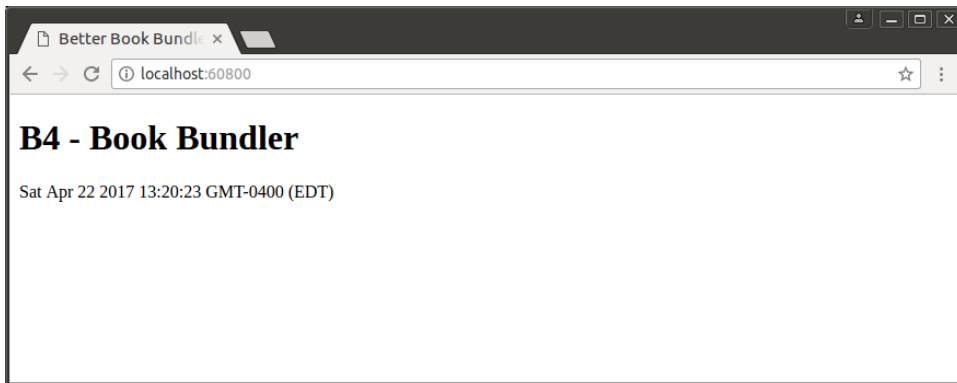 Better Book Bundle
localhost:60800
B4 - Book Bundler
Sat Apr 22 2017 13:20:23 GMT-0400 (EDT)